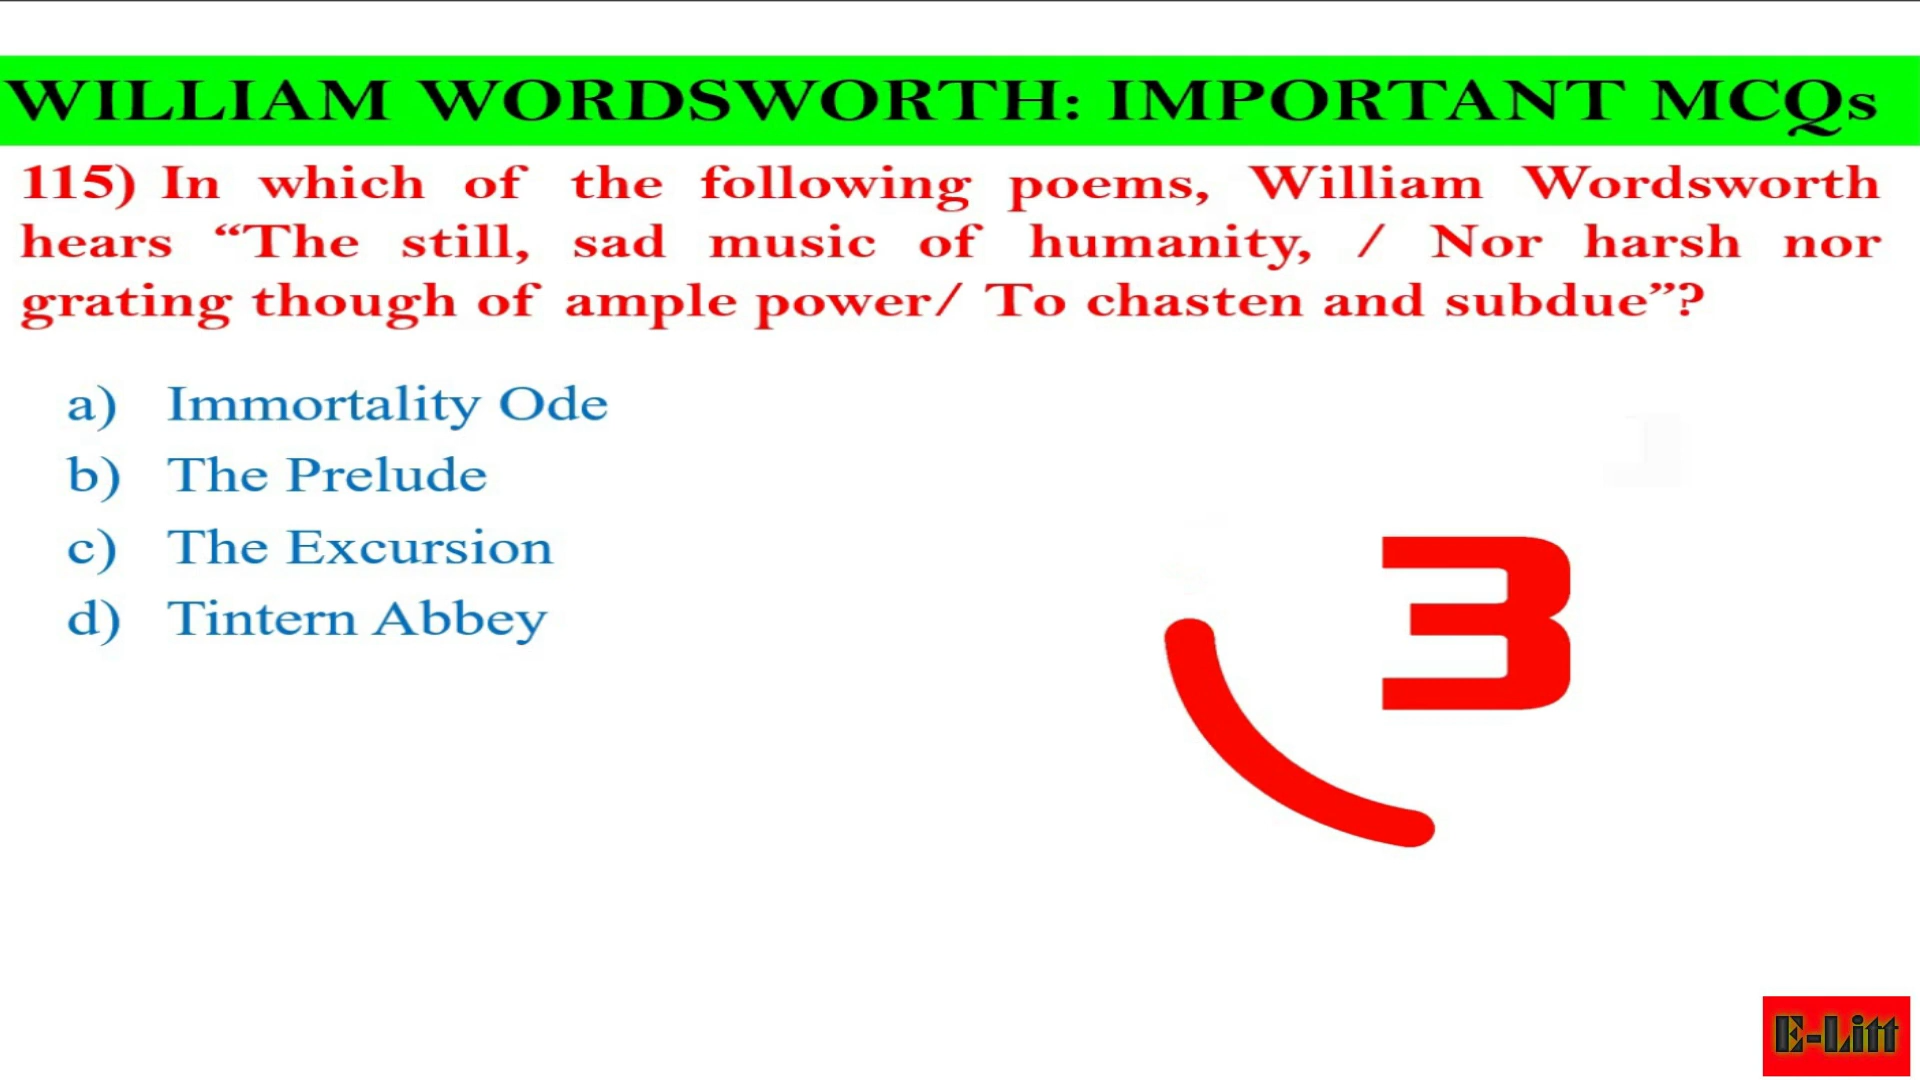 WILLIAM WORDSWORTH: IMPORTANT MCQs
115) In which of the following poems, William Wordsworth
hears “The still, sad music of humanity, / Nor harsh nor
grating though of ample power/ To chasten and subdue”?
a) Immortality Ode
b) The Prelude
c) The Excursion
d) Tintern Abbey
3
E-Litt